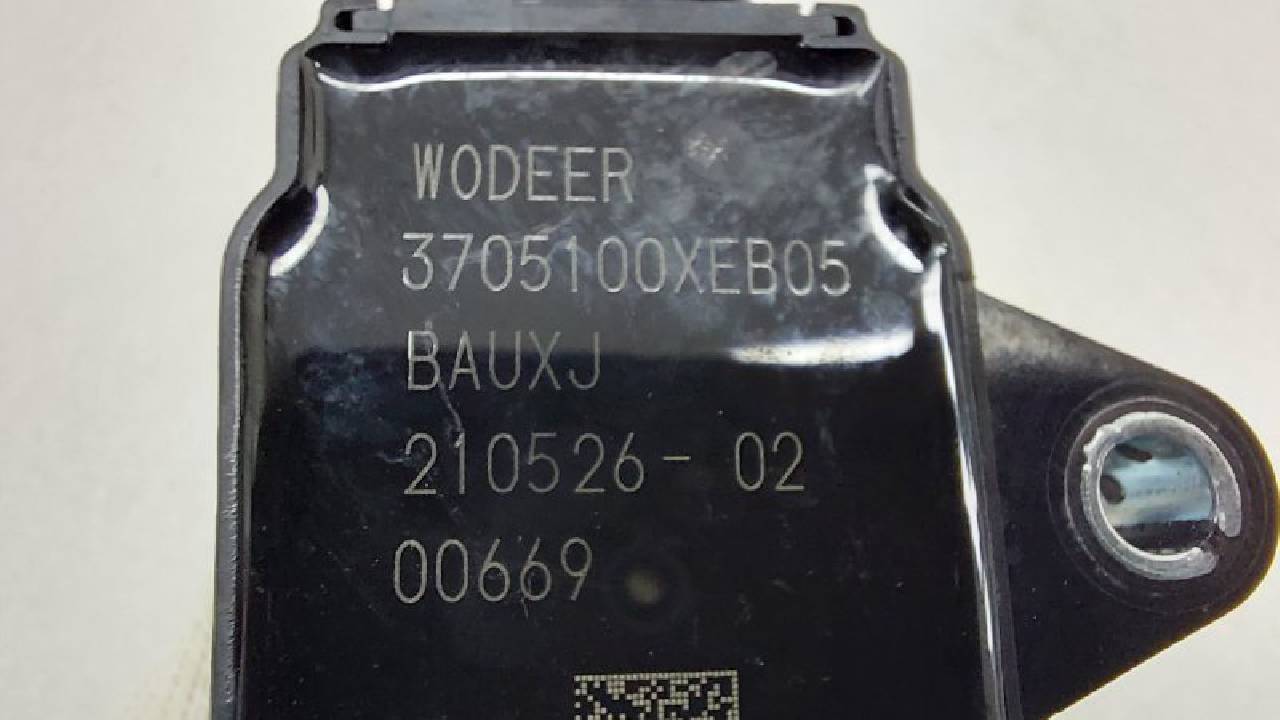 WODEER
3705100XEB05
BAUXJ
210526- 02
00669